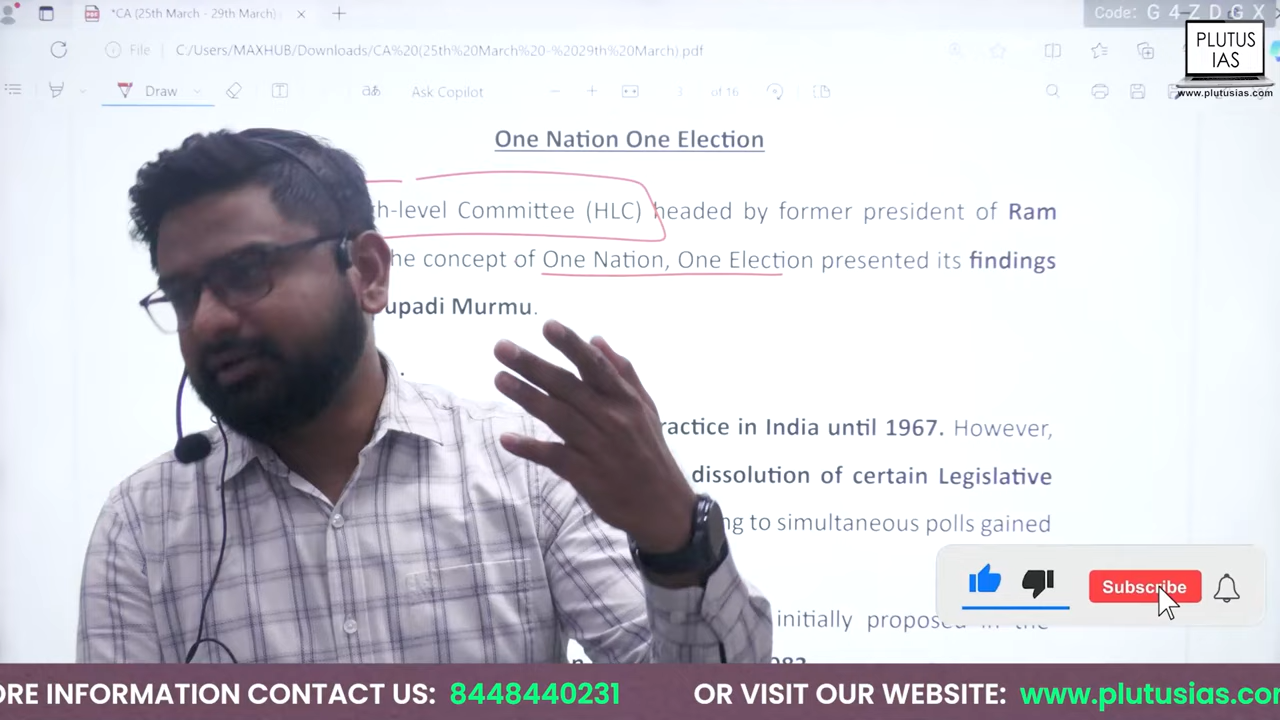 *CA (25th March - 29th March)
Code: G 4 Z D G X
File C:/Users/MAXHUB/Downloads/CA%20(25th%20March%20-%2029th%20March).pdf
PLUTUS
IAS
www.plutusias.com
Draw
Ask Copilot
3 of 16
One Nation One Election
h-level Committee (HLC) headed by former president of Ram
he concept of One Nation, One Election presented its findings
upadi Murmu.
ractice in India until 1967. However,
dissolution of certain Legislative
ng to simultaneous polls gained
initially proposed in the
Subscribe
ORE INFORMATION CONTACT US: 8448440231 OR VISIT OUR WEBSITE: www.plutusias.com